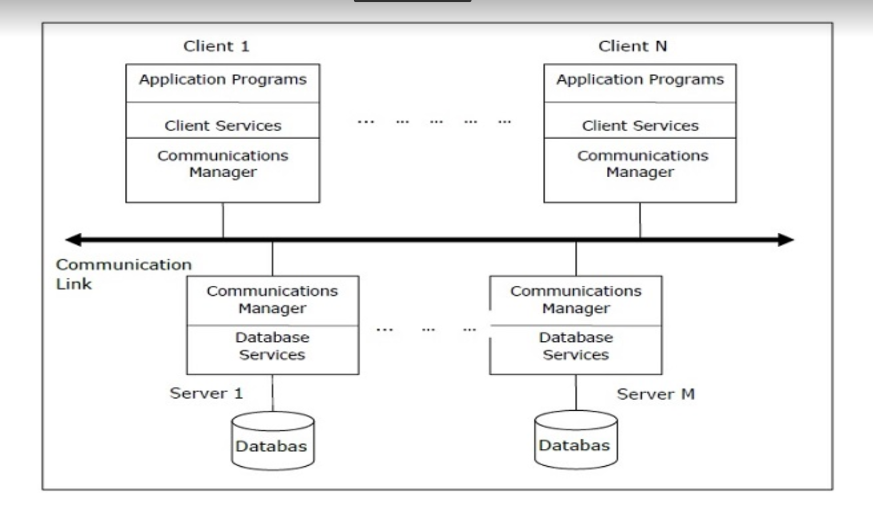 Client 1
Client N
Application Programs
Application Programs
... ... ... ... ...
Client Services
Client Services
Communications
Manager
Communications
Manager
Communication
Link
Communications
Manager
Communications
Manager
... ... ...
Database
Services
Database
Services
Server 1
Server M
Databas
Databas